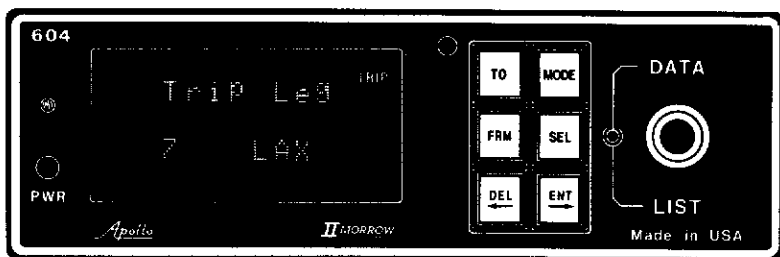 604
TRIP
TriP Leg
7 LAX
PWR
Apollo
II MORROW
TO
MODE
FRM
SEL
DEL
ENT
DATA
LIST
Made in USA